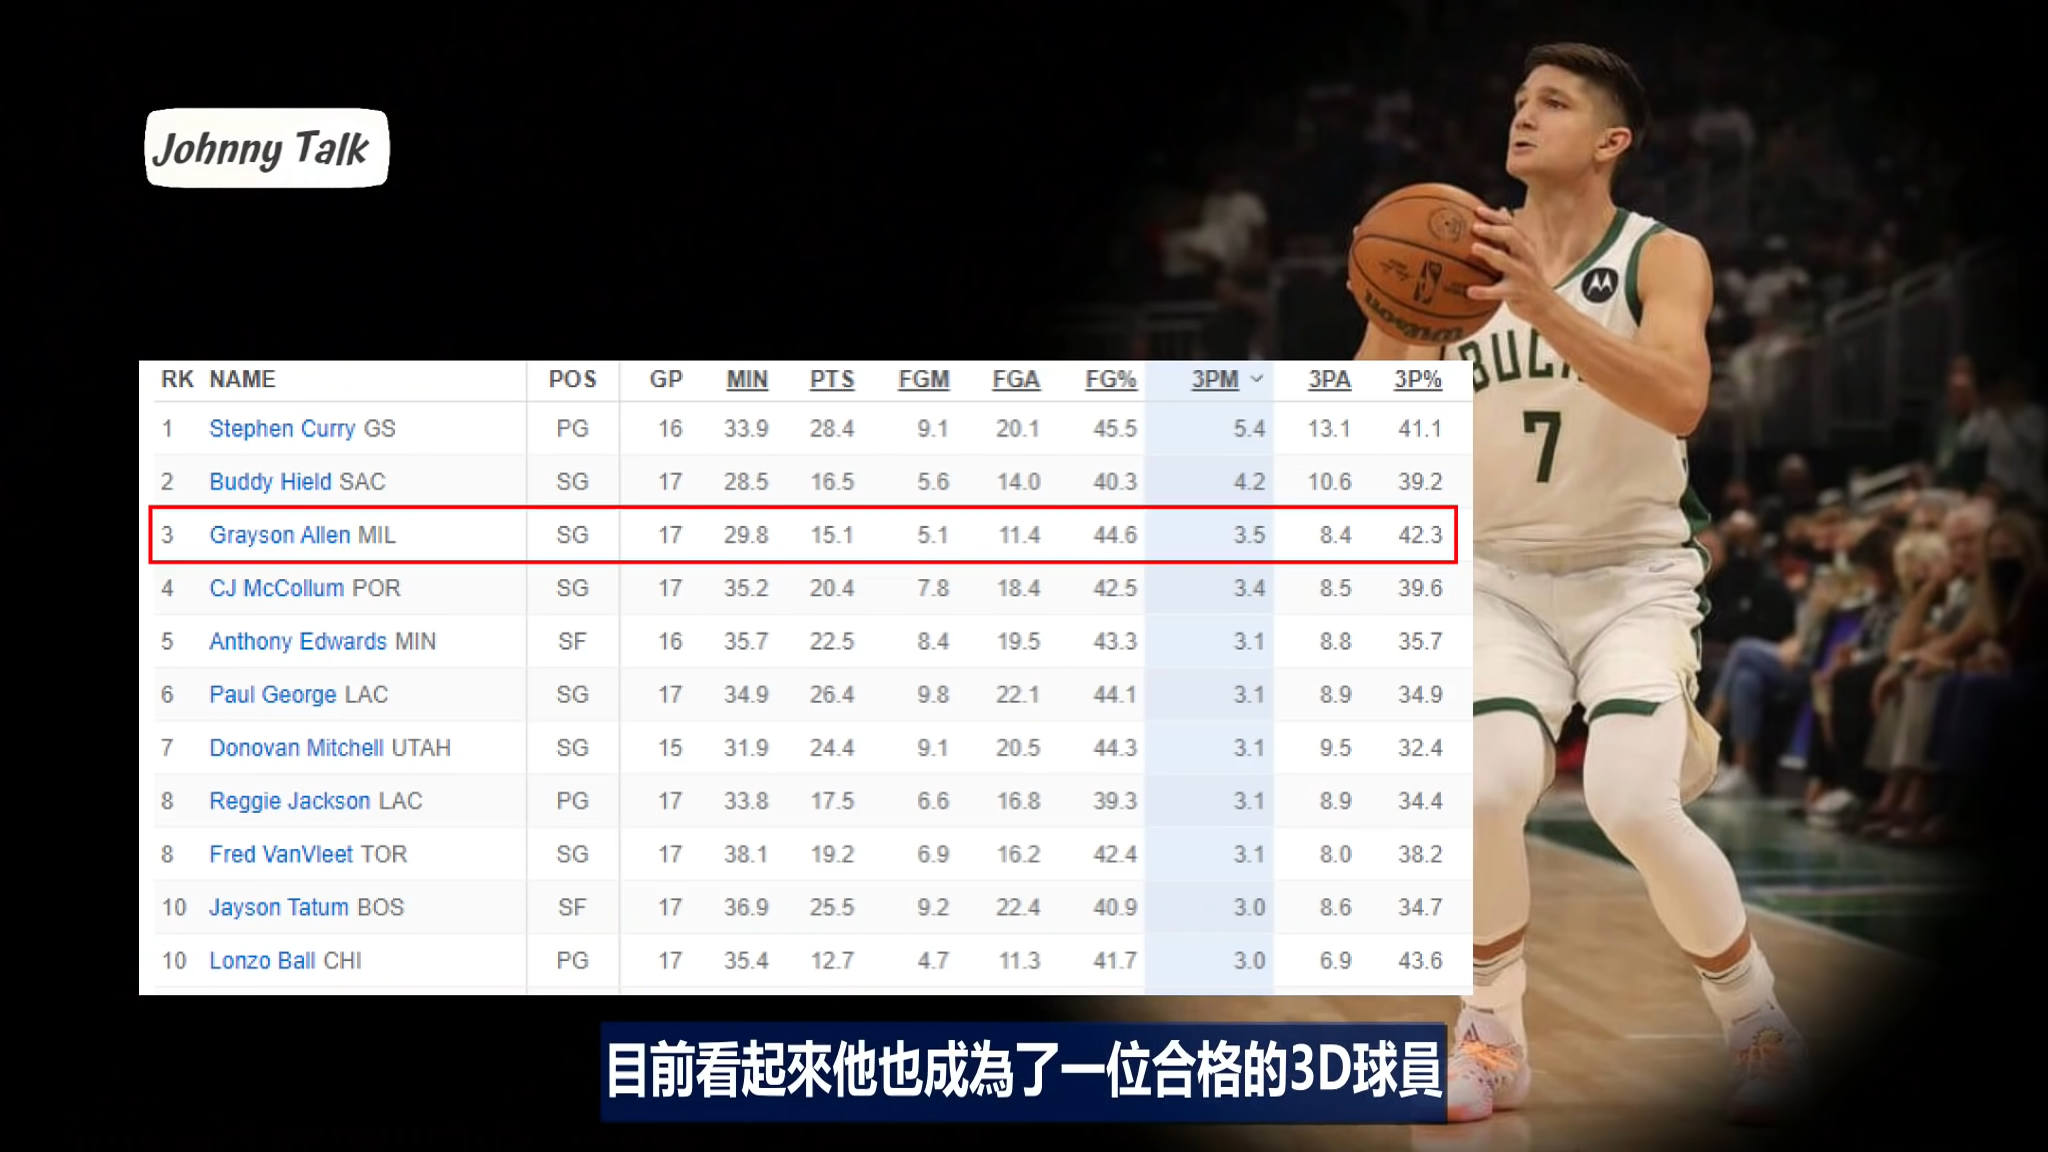 Johnny Talk
BUC
7
wilson
RK NAME POS GP MIN PTS FGM FGA FG% 3PM 3PA 3P%
1 Stephen Curry GS PG 16 33.9 28.4 9.1 20.1 45.5 5.4 13.1 41.1
2 Buddy Hield SAC SG 17 28.5 16.5 5.6 14.0 40.3 4.2 10.6 39.2
3 Grayson Allen MIL SG 17 29.8 15.1 5.1 11.4 44.6 3.5 8.4 42.3
4 CJ McCollum POR SG 17 35.2 20.4 7.8 18.4 42.5 3.4 8.5 39.6
5 Anthony Edwards MIN SF 16 35.7 22.5 8.4 19.5 43.3 3.1 8.8 35.7
6 Paul George LAC SG 17 34.9 26.4 9.8 22.1 44.1 3.1 8.9 34.9
7 Donovan Mitchell UTAH SG 15 31.9 24.4 9.1 20.5 44.3 3.1 9.5 32.4
8 Reggie Jackson LAC PG 17 33.8 17.5 6.6 16.8 39.3 3.1 8.9 34.4
8 Fred VanVleet TOR SG 17 38.1 19.2 6.9 16.2 42.4 3.1 8.0 38.2
10 Jayson Tatum BOS SF 17 36.9 25.5 9.2 22.4 40.9 3.0 8.6 34.7
10 Lonzo Ball CHI PG 17 35.4 12.7 4.7 11.3 41.7 3.0 6.9 43.6
目前看起來他也成為了一位合格的3D球員